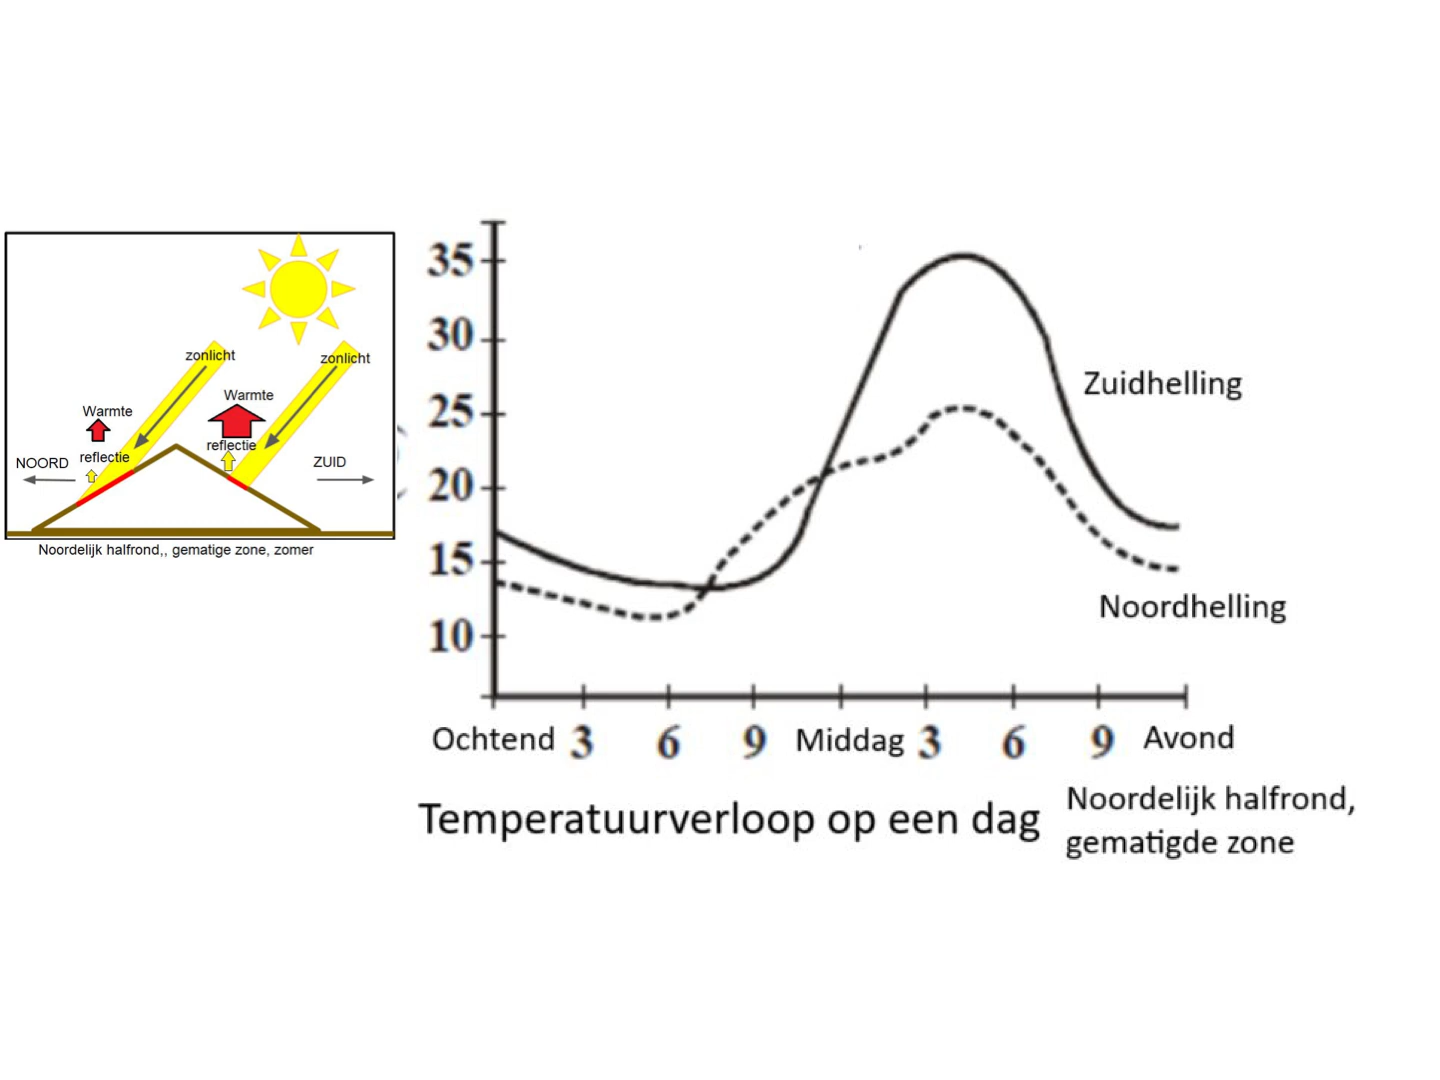 zonlicht
zonlicht
Warmte
Warmte
reflectie
reflectie
NOORD
ZUID
Noordelijk halfrond,, gematige zone, zomer
35
30
25
20
15
10
Zuidhelling
Noordhelling
Ochtend 3 6 9 Middag 3 6 9 Avond
Temperatuurverloop op een dag
Noordelijk halfrond,
gematigde zone